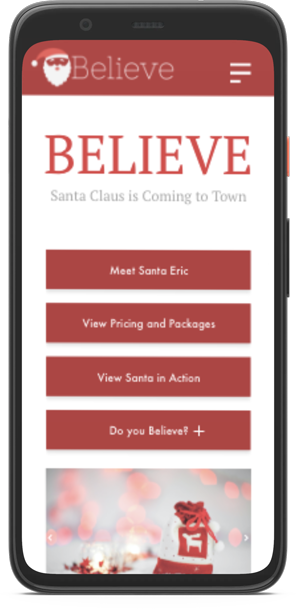 Believe
BELIEVE
Santa Claus is Coming to Town
Meet Santa Eric
View Pricing and Packages
View Santa in Action
Do you Believe? +